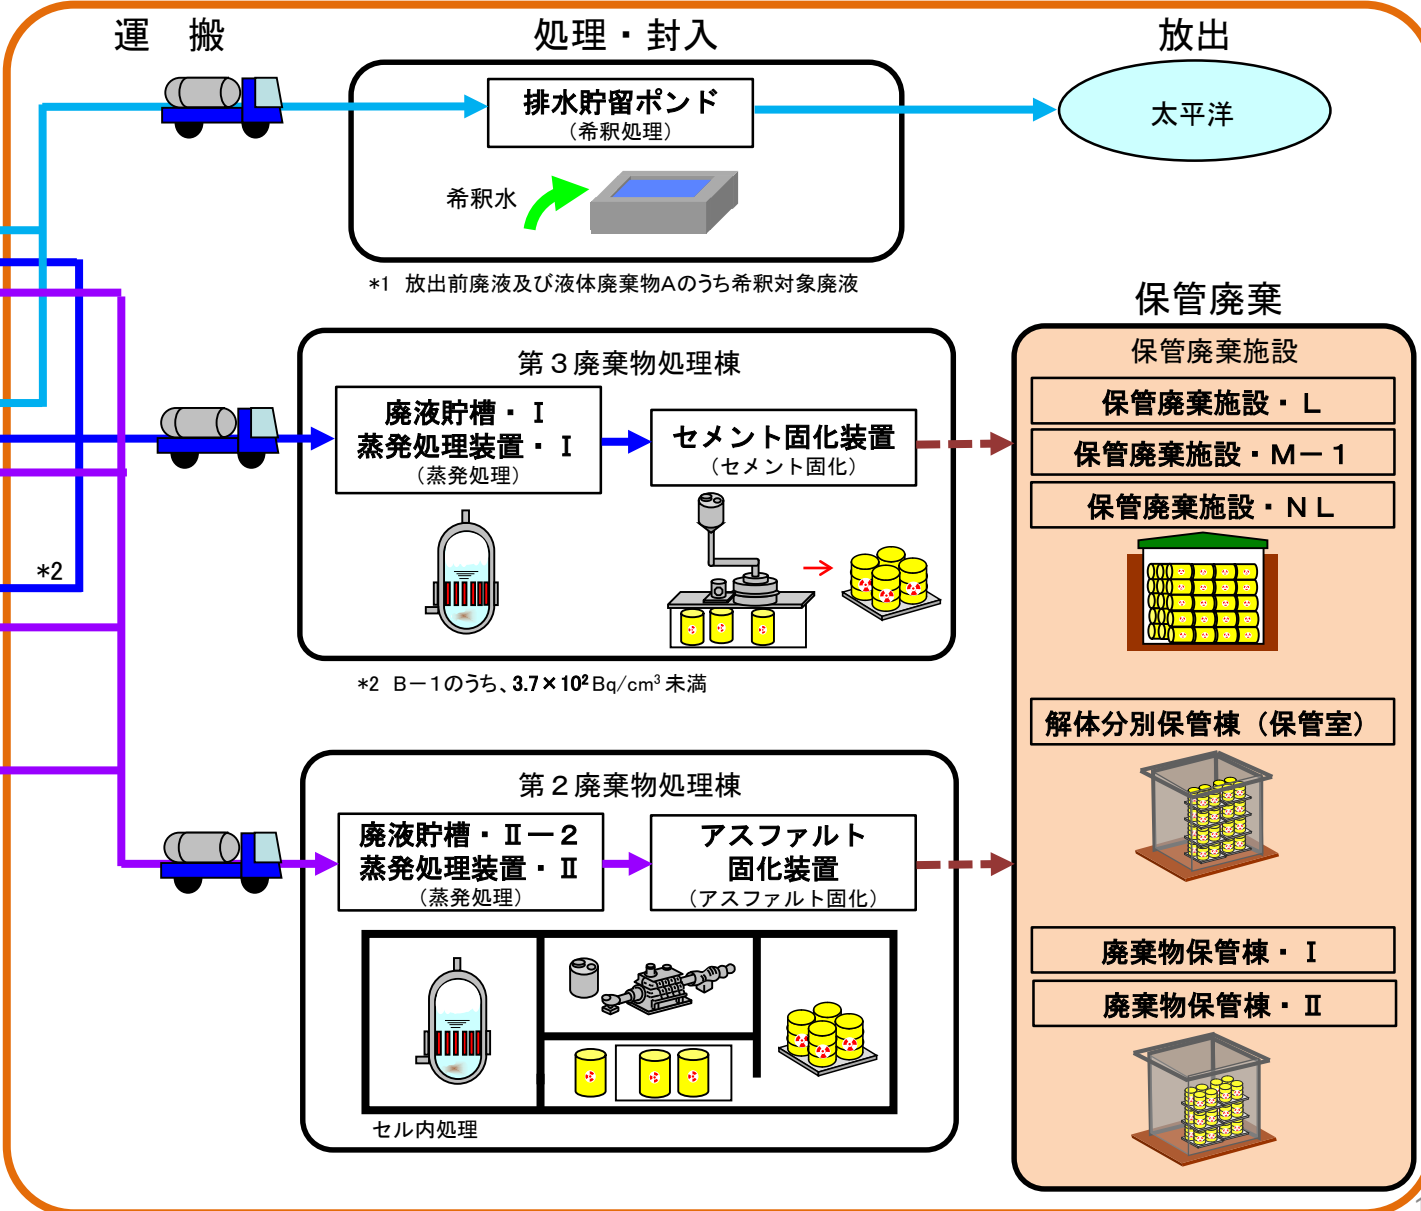 運　搬
処理・封入
放出
排水貯留ポンド
（希釈処理）
太平洋
希釈水
*1　放出前廃液及び液体廃棄物Aのうち希釈対象廃液
保管廃棄
第３廃棄物処理棟
保管廃棄施設
廃液貯槽・Ⅰ
蒸発処理装置・Ⅰ
（蒸発処理）
セメント固化装置
（セメント固化）
保管廃棄施設・Ｌ
保管廃棄施設・Ｍ－１
保管廃棄施設・ＮＬ
*2
*2　Ｂ－１のうち、3.7×10² Bq/cm³ 未満
解体分別保管棟（保管室）
第２廃棄物処理棟
廃液貯槽・Ⅱ－２
蒸発処理装置・Ⅱ
（蒸発処理）
アスファルト
固化装置
（アスファルト固化）
廃棄物保管棟・Ⅰ
廃棄物保管棟・Ⅱ
セル内処理